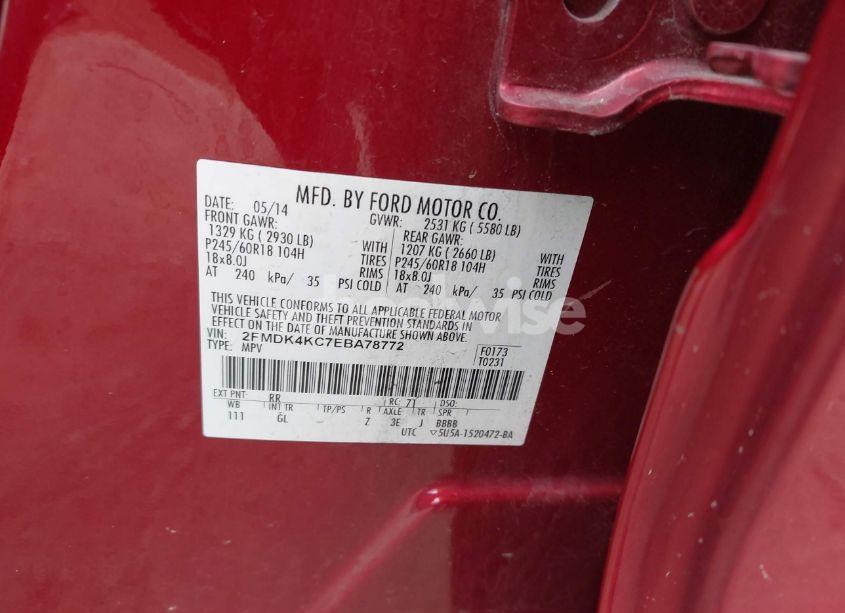 MFD. BY FORD MOTOR CO.
DATE: 05/14 GVWR: 2531 KG ( 5580 LB)
FRONT GAWR: REAR GAWR:
1329 KG ( 2930 LB) WITH 1207 KG ( 2660 LB) WITH
P245/60R18 104H TIRES P245/60R18 104H TIRES
18x8.0J RIMS 18x8.0J RIMS
AT 240 kPa/ 35 PSI COLD AT 240 kPa/ 35 PSI COLD
THIS VEHICLE CONFORMS TO ALL APPLICABLE FEDERAL MOTOR
VEHICLE SAFETY AND THEFT PREVENTION STANDARDS IN
EFFECT ON THE DATE OF MANUFACTURE SHOWN ABOVE.
VIN: 2FMDK4KC7EBA78772 F0173
TYPE: MPV T0231
EXT PNT: RR RC: 71 DSO:
WB INT TR TP/PS R AXLE TR SPR
111 GL Z 3E J BBBB
UTC ▽5U5A-1520472-BA